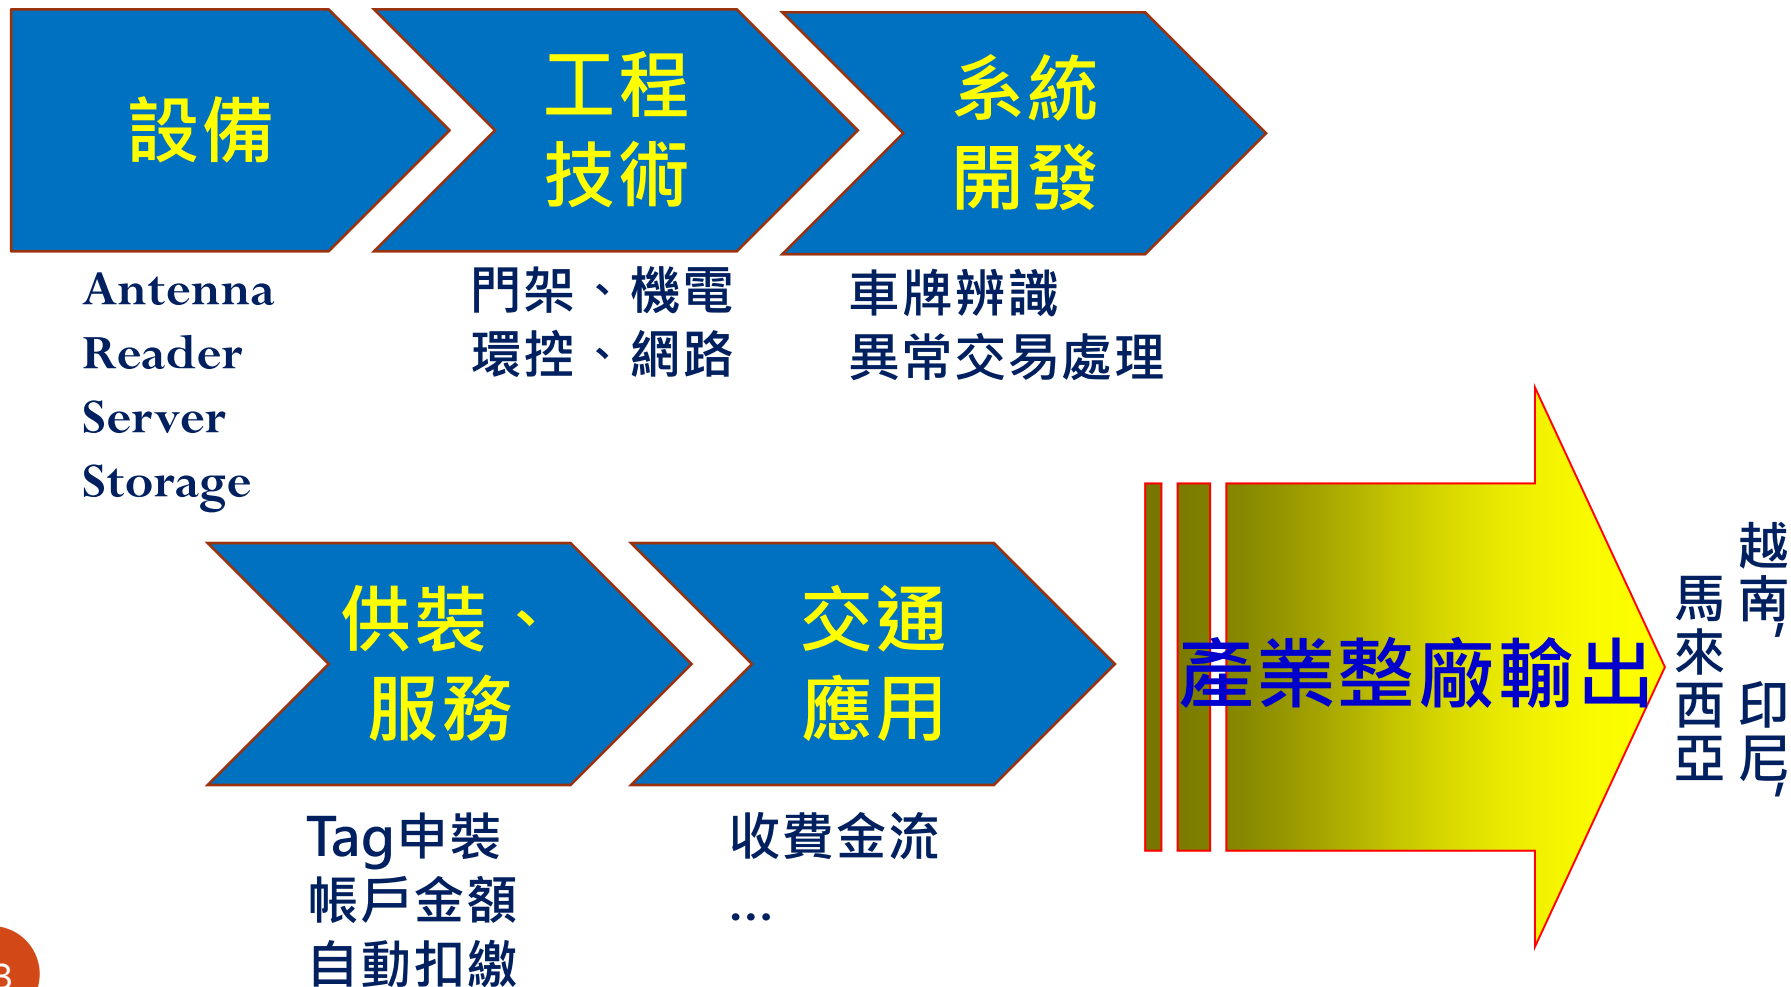 設備
Antenna
Reader
Server
Storage
工程
技術
門架、機電
環控、網路
系統
開發
車牌辨識
異常交易處理
供裝、
服務
Tag申裝
帳戶金額
自動扣繳
交通
應用
收費金流
...
產業整廠輸出
越南, 印尼,
馬來西亞